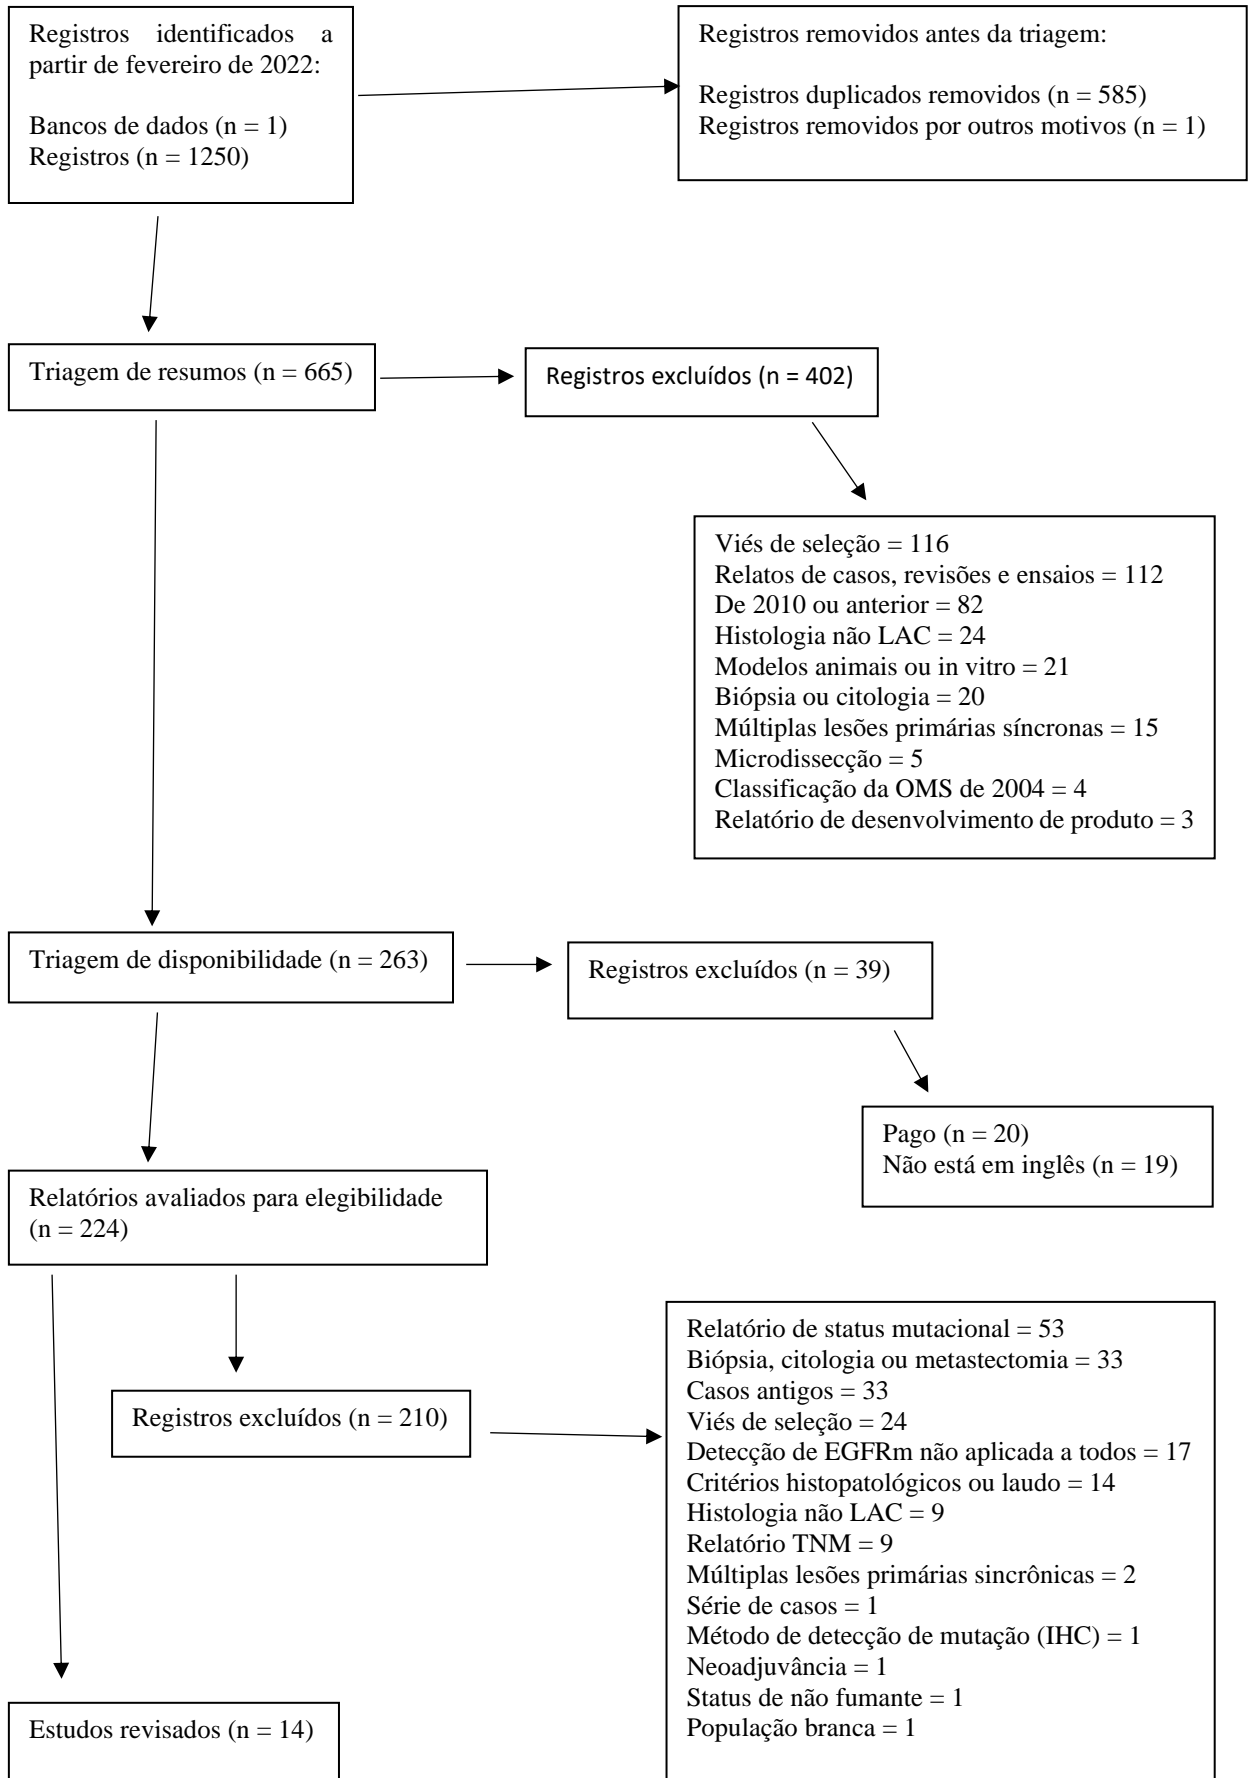 Registros identificados a
partir de fevereiro de 2022:
Bancos de dados (n = 1)
Registros (n = 1250)
Registros removidos antes da triagem:
Registros duplicados removidos (n = 585)
Registros removidos por outros motivos (n = 1)
Triagem de resumos (n = 665)
Registros excluídos (n = 402)
Viés de seleção = 116
Relatos de casos, revisões e ensaios = 112
De 2010 ou anterior = 82
Histologia não LAC = 24
Modelos animais ou in vitro = 21
Biópsia ou citologia = 20
Múltiplas lesões primárias síncronas = 15
Microdissecção = 5
Classificação da OMS de 2004 = 4
Relatório de desenvolvimento de produto = 3
Triagem de disponibilidade (n = 263)
Registros excluídos (n = 39)
Pago (n = 20)
Não está em inglês (n = 19)
Relatórios avaliados para elegibilidade
(n = 224)
Registros excluídos (n = 210)
Relatório de status mutacional = 53
Biópsia, citologia ou metastectomia = 33
Casos antigos = 33
Viés de seleção = 24
Detecção de EGFRm não aplicada a todos = 17
Critérios histopatológicos ou laudo = 14
Histologia não LAC = 9
Relatório TNM = 9
Múltiplas lesões primárias sincrônicas = 2
Série de casos = 1
Método de detecção de mutação (IHC) = 1
Neoadjuvância = 1
Status de não fumante = 1
População branca = 1
Estudos revisados (n = 14)